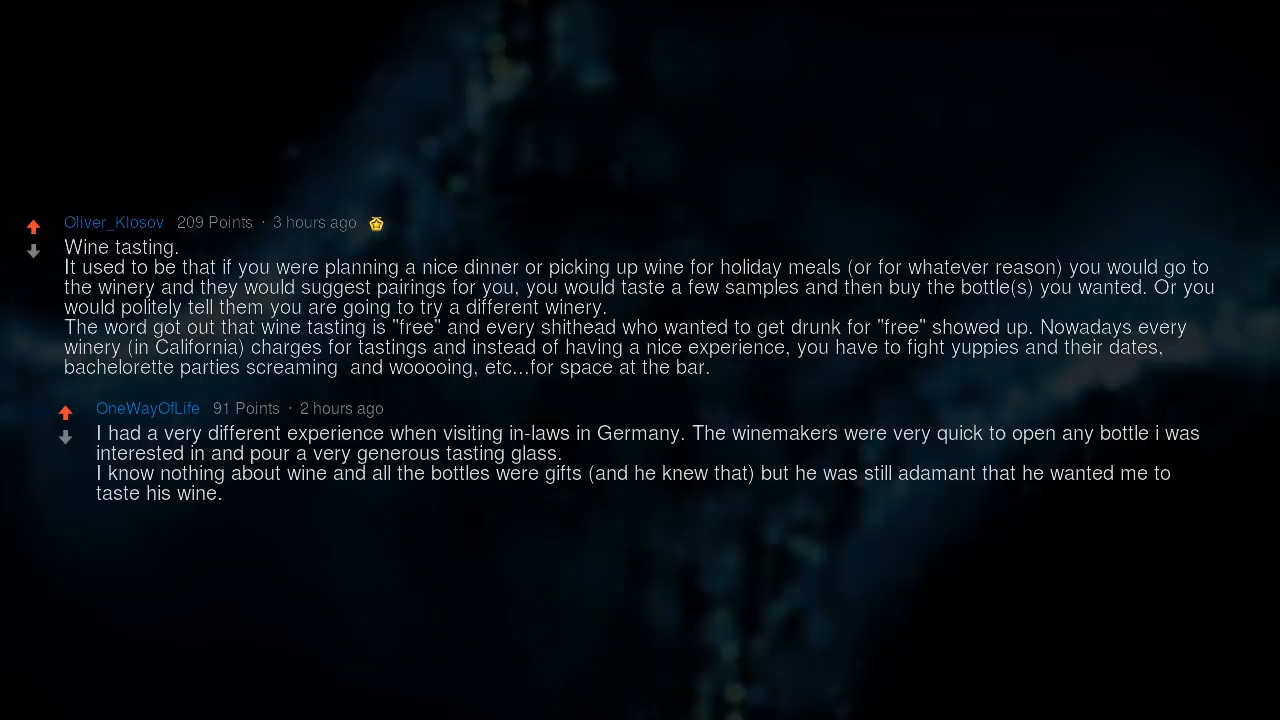 Oliver_Klosov 209 Points · 3 hours ago
Wine tasting.
It used to be that if you were planning a nice dinner or picking up wine for holiday meals (or for whatever reason) you would go to
the winery and they would suggest pairings for you, you would taste a few samples and then buy the bottle(s) you wanted. Or you
would politely tell them you are going to try a different winery.
The word got out that wine tasting is "free" and every shithead who wanted to get drunk for "free" showed up. Nowadays every
winery (in California) charges for tastings and instead of having a nice experience, you have to fight yuppies and their dates,
bachelorette parties screaming  and wooooing, etc...for space at the bar.
OneWayOfLife 91 Points · 2 hours ago
I had a very different experience when visiting in-laws in Germany. The winemakers were very quick to open any bottle i was
interested in and pour a very generous tasting glass.
I know nothing about wine and all the bottles were gifts (and he knew that) but he was still adamant that he wanted me to
taste his wine.